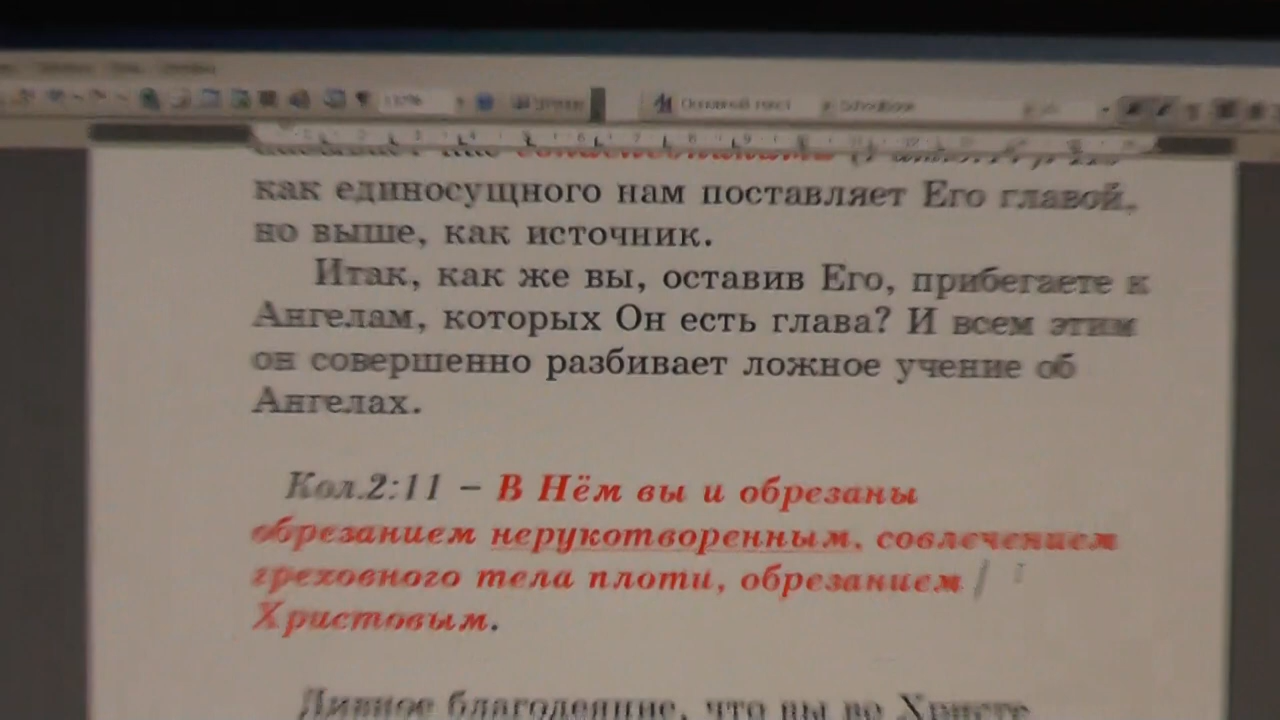 Основной текст
как единосущного нам поставляет Его главой,
но выше, как источник.
Итак, как же вы, оставив Его, прибегаете к
Ангелам, которых Он есть глава? И всем этим
он совершенно разбивает ложное учение об
Ангелах.
Кол.2:11 – В Нём вы и обрезаны
обрезанием нерукотворенным, совлечением
греховного тела плоти, обрезанием
Христовым.
Дивное благодеяние, что вы во Христе